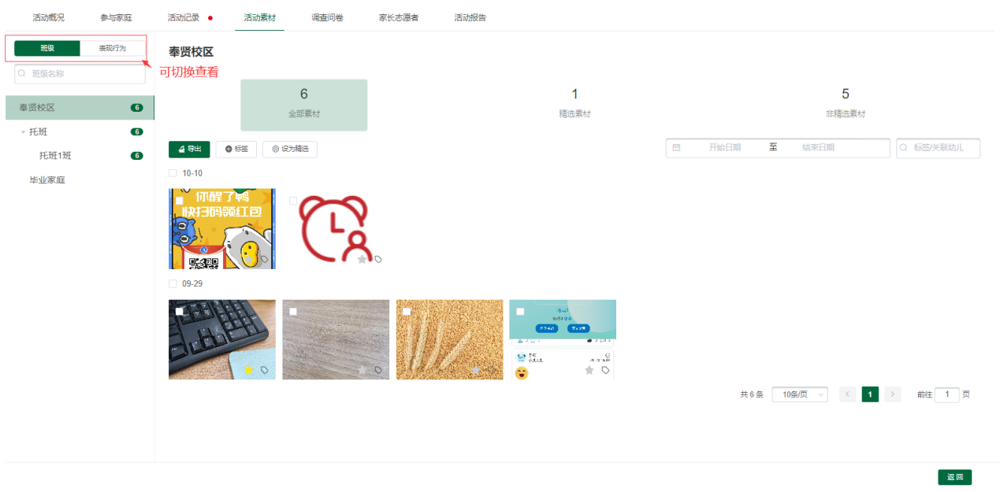 活动概况 参与家庭 活动记录 活动素材 调查问卷 家长志愿者 活动报告
班级 表现行为
可切换查看
班级名称
奉贤校区 6
托班 6
托班1班 6
毕业家庭
奉贤校区
6 1 5
全部素材 精选素材 非精选素材
导出 标签 设为精选 开始日期 至 结束日期 标签/关联幼儿
10-10
你醒了鸭
快扫码领红包
09-29
共 6 条 10条/页 < 1 > 前往 1 页
返回